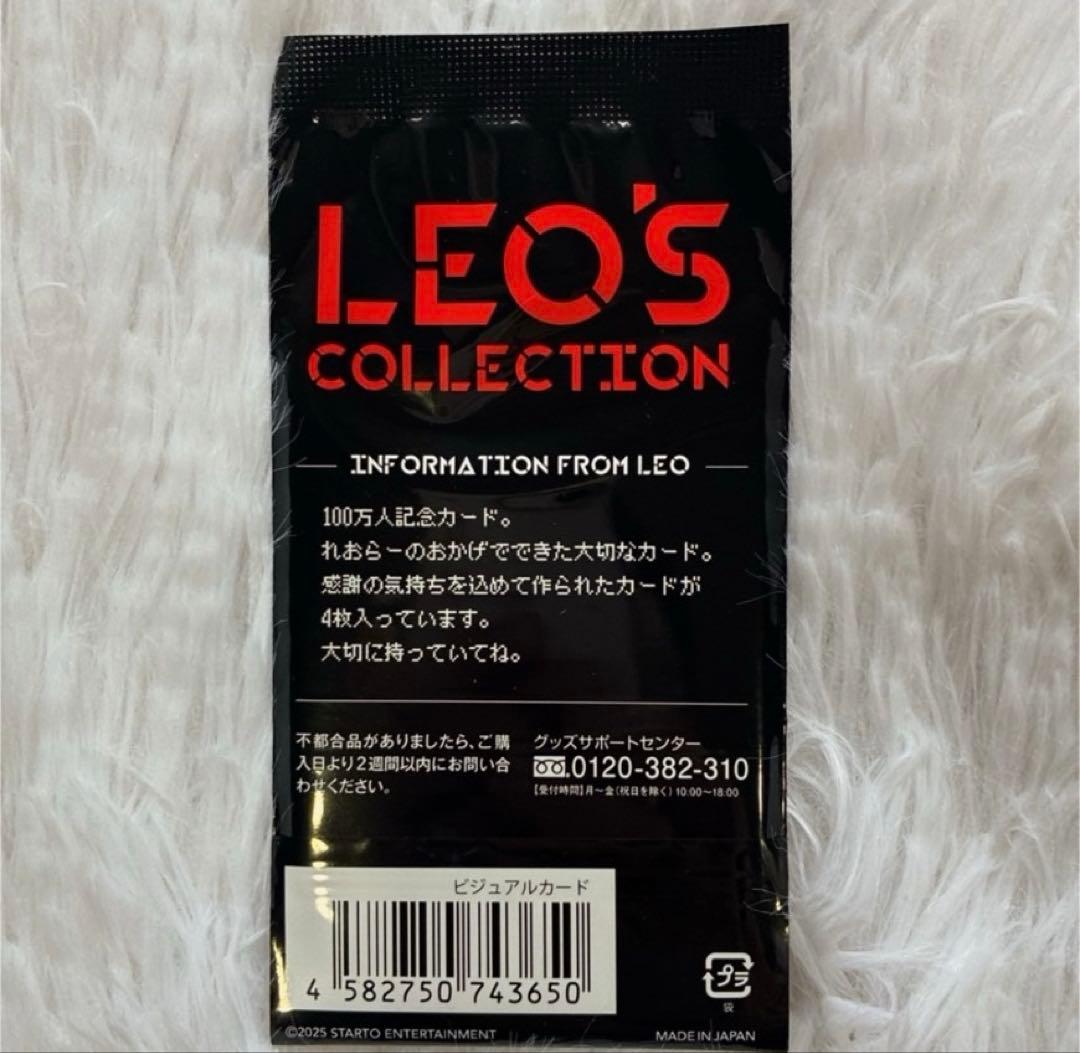 LEO'S
COLLECTION
INFORMATION FROM LEO
100万人記念カード。
れおらーのおかげでできた大切なカード。
感謝の気持ちを込めて作られたカードが
4枚入っています。
大切に持っていてね。
不都合品がありましたら、ご購
入日より2週間以内にお問い合
わせください。
グッズサポートセンター
0120-382-310
【受付時間】月～金(祝日を除く)10:00～18:00
ビジュアルカード
4 582750 743650
プラ
袋
©2025 STARTO ENTERTAINMENT
MADE IN JAPAN